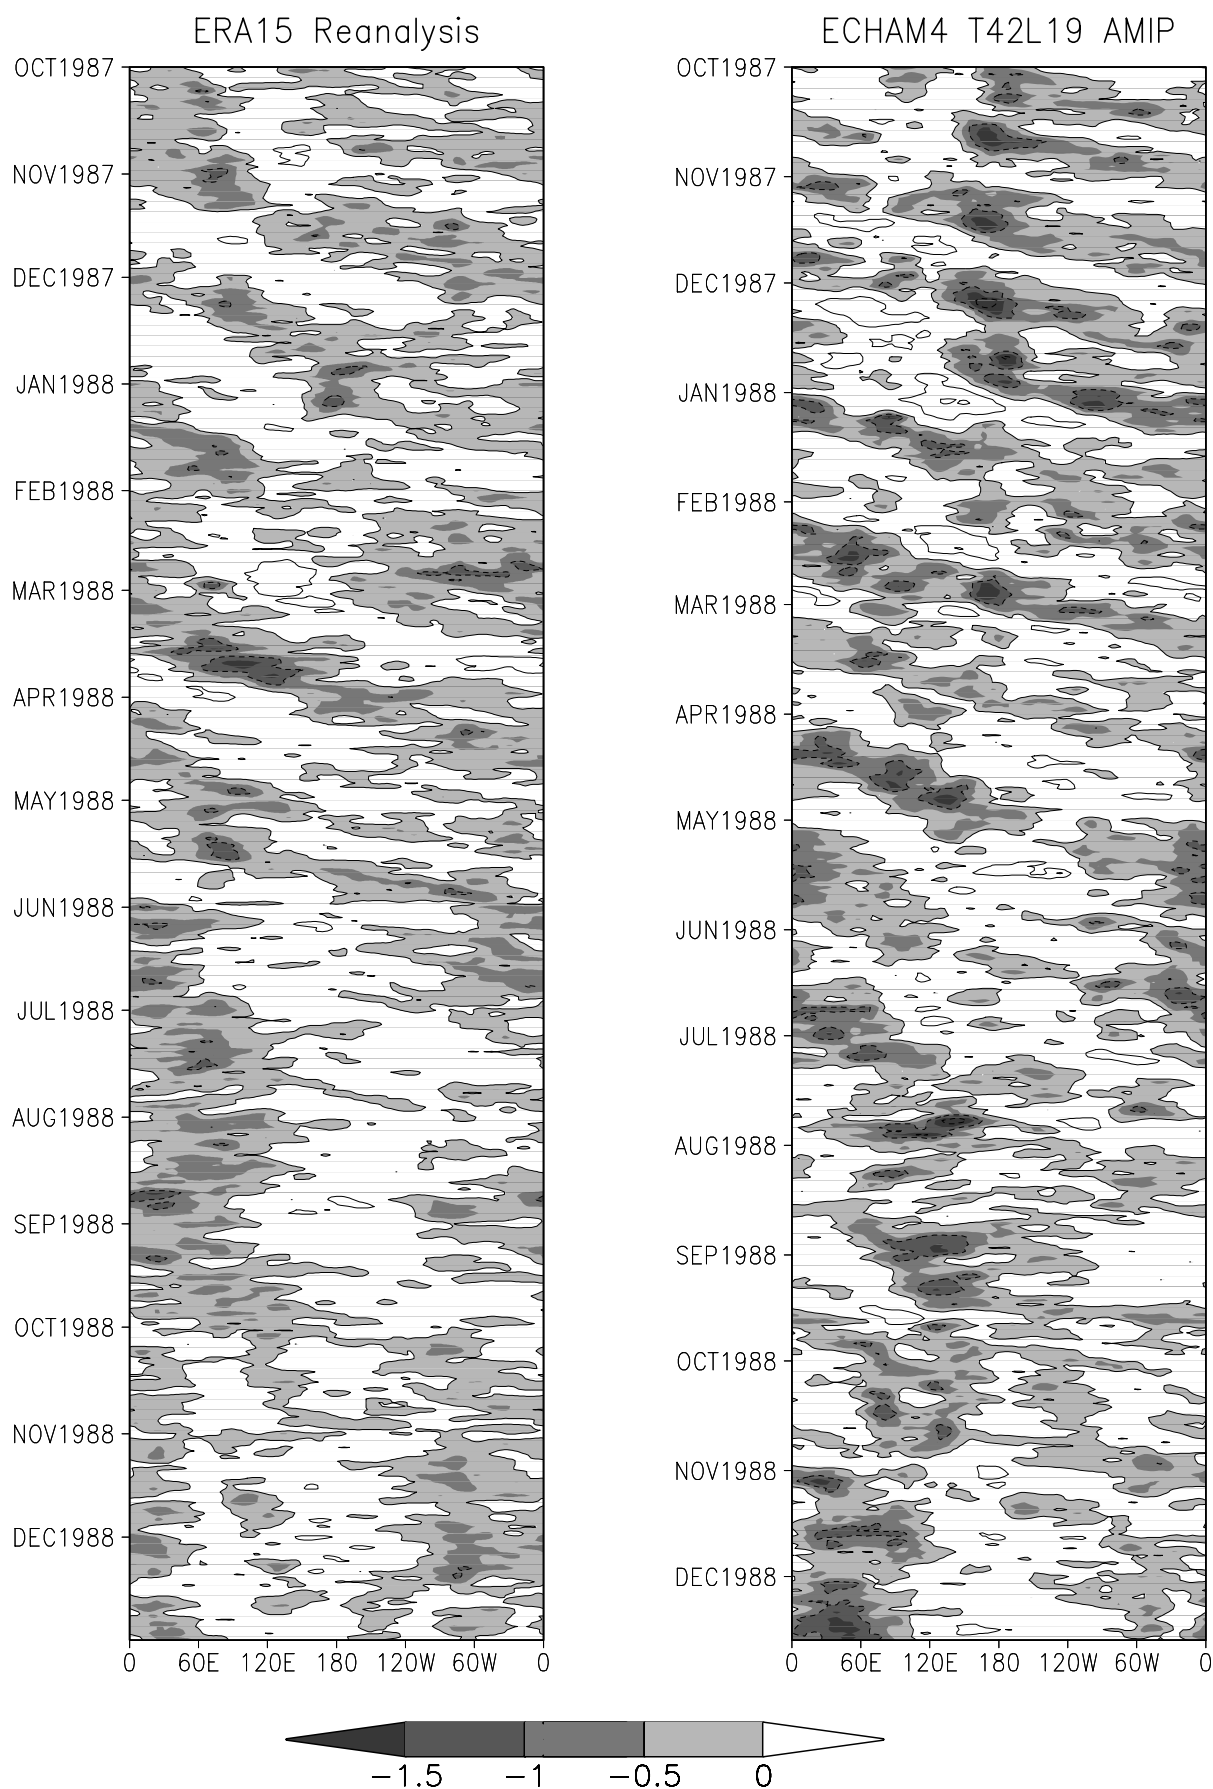 ERA15 Reanalysis
OCT1987
NOV1987
DEC1987
JAN1988
FEB1988
MAR1988
APR1988
MAY1988
JUN1988
JUL1988
AUG1988
SEP1988
OCT1988
NOV1988
DEC1988
0 60E 120E 180 120W 60W 0
ECHAM4 T42L19 AMIP
OCT1987
NOV1987
DEC1987
JAN1988
FEB1988
MAR1988
APR1988
MAY1988
JUN1988
JUL1988
AUG1988
SEP1988
OCT1988
NOV1988
DEC1988
0 60E 120E 180 120W 60W 0
−1.5 −1 −0.5 0